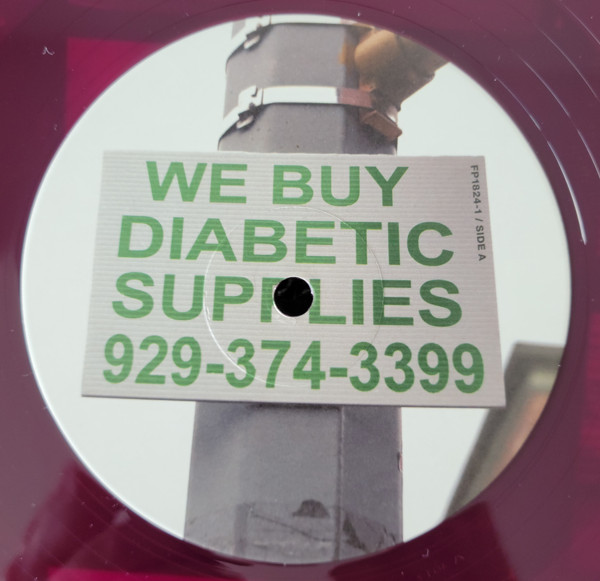 WE BUY
DIABETIC
SUPPLIES
929-374-3399
FP1824-1 / SIDE A